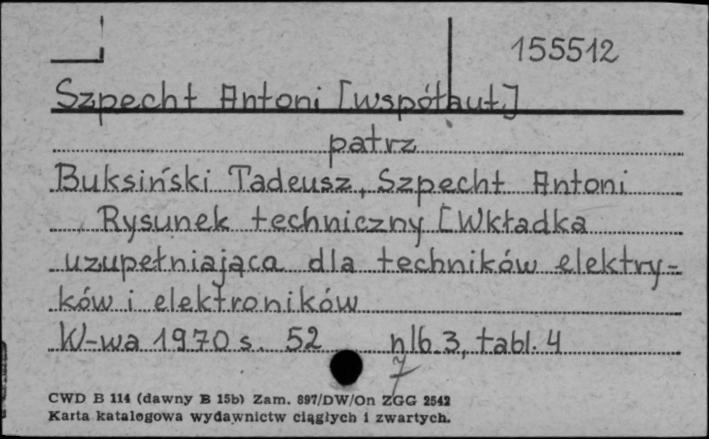 155512
Szpecht Antoni [współaut.]
patrz
Buksiński Tadeusz, Szpecht Antoni
Rysunek techniczny [Wkładka
uzupełniająca dla techników elektry-
ków i elektroników
W-wa 1970 s. 52 nlb. 3, tabl. 4
7
CWD B 114 (dawny B 15b) Zam. 897/DW/On ZGG 2542
Karta katalogowa wydawnictw ciągłych i zwartych.